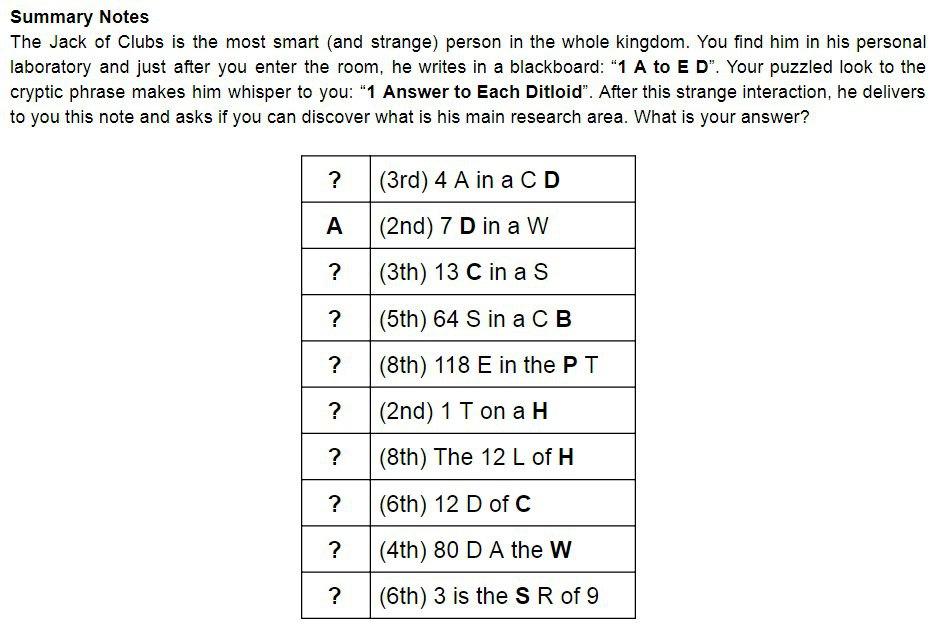 Summary Notes
The Jack of Clubs is the most smart (and strange) person in the whole kingdom. You find him in his personal
laboratory and just after you enter the room, he writes in a blackboard: “1 A to E D”. Your puzzled look to the
cryptic phrase makes him whisper to you: “1 Answer to Each Ditloid”. After this strange interaction, he delivers
to you this note and asks if you can discover what is his main research area. What is your answer?
? (3rd) 4 A in a C D
A (2nd) 7 D in a W
? (3th) 13 C in a S
? (5th) 64 S in a C B
? (8th) 118 E in the P T
? (2nd) 1 T on a H
? (8th) The 12 L of H
? (6th) 12 D of C
? (4th) 80 D A the W
? (6th) 3 is the S R of 9